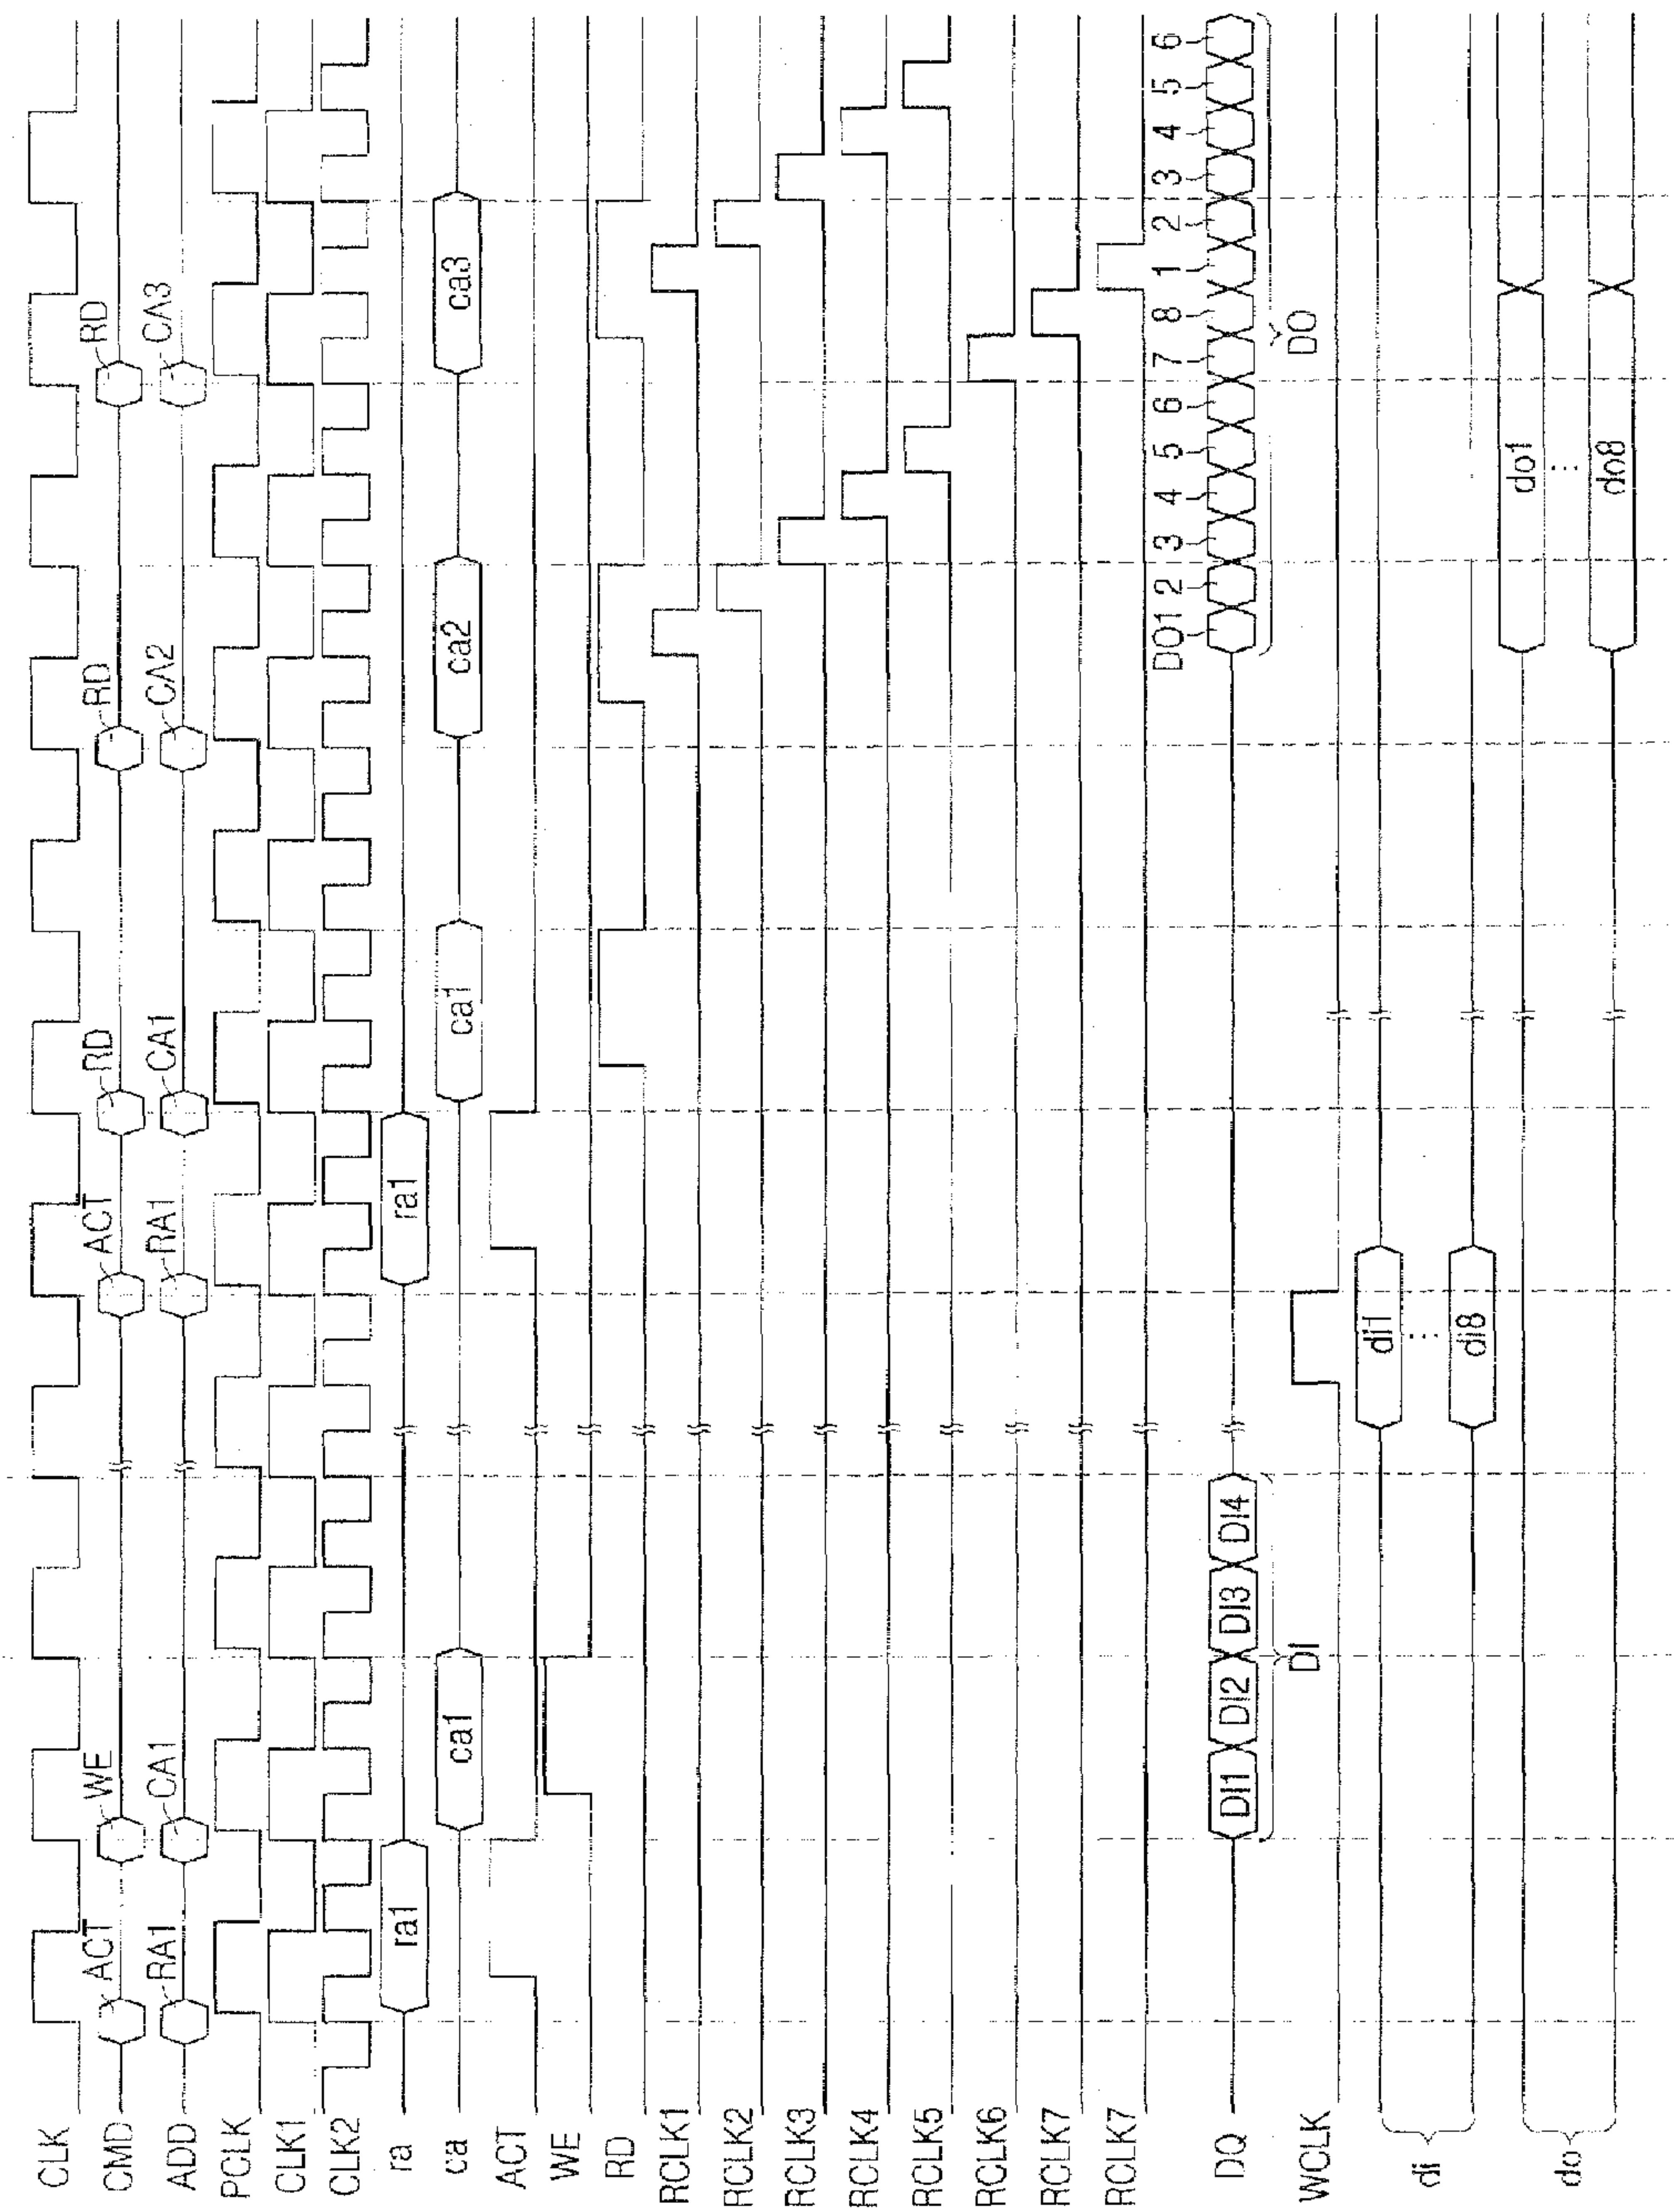 CLK
ACT WE ACT RD RD RD
CMD
RA1 CA1 RA1 CA1 CA2 CA3
ADD
PCLK
CLK1
CLK2
ra ra1 ra1
ca ca1 ca1 ca2 ca3
ACT
WE
RD
RCLK1
RCLK2
RCLK3
RCLK4
RCLK5
RCLK6
RCLK7
RCLK7
DO1 2 3 4 5 6 7 8 1 2 3 4 5 6
DQ DI1 DI2 DI3 DI4
DI DO
WCLK
di1
di ⋮
di8
do1
do ⋮
do8